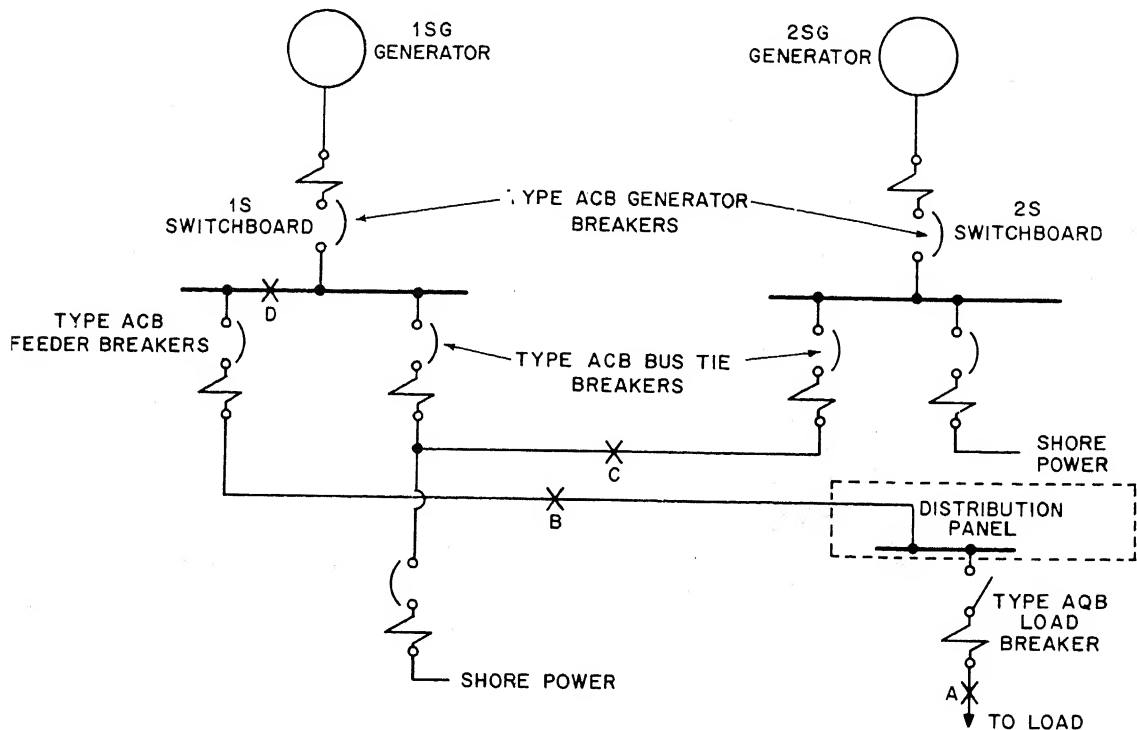 1SG
GENERATOR
2SG
GENERATOR
1S
SWITCHBOARD
TYPE ACB GENERATOR
BREAKERS
2S
SWITCHBOARD
D
TYPE ACB
FEEDER BREAKERS
TYPE ACB BUS TIE
BREAKERS
C
SHORE
POWER
B
DISTRIBUTION
PANEL
TYPE AQB
LOAD
BREAKER
SHORE POWER
A
TO LOAD